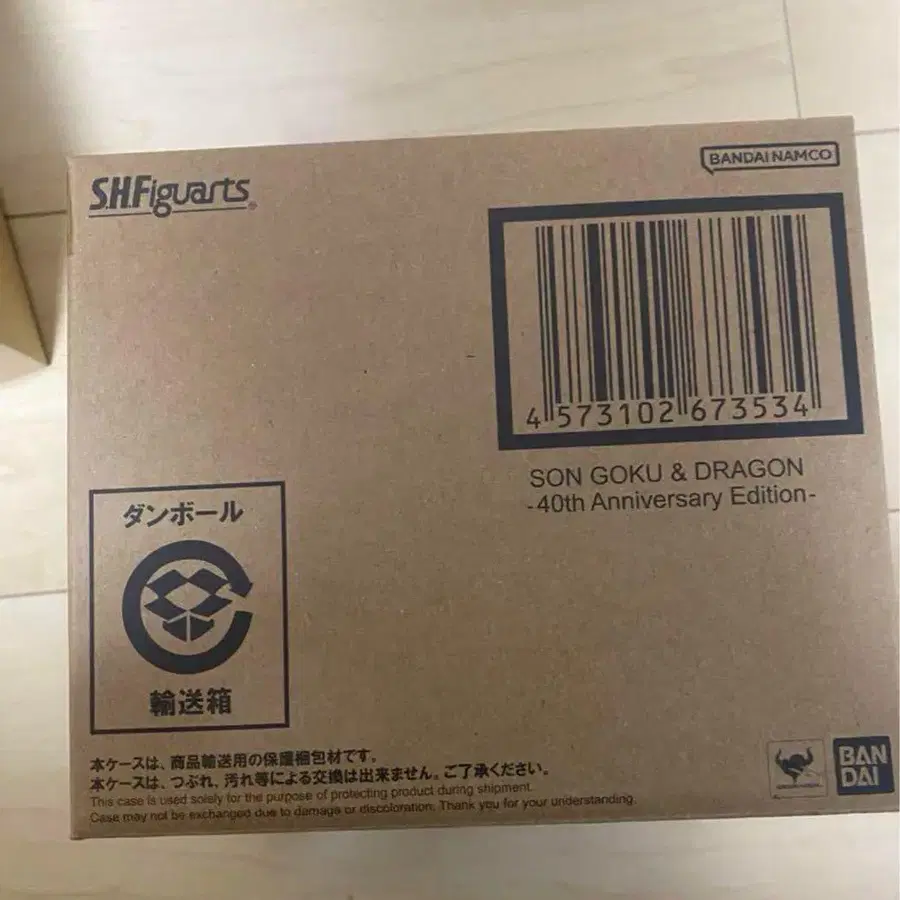 S.H.Figuarts
BANDAI NAMCO
4 573102 673534
SON GOKU & DRAGON
-40th Anniversary Edition-
ダンボール
輸送箱
本ケースは、商品輸送用の保護梱包材です。
本ケースは、つぶれ、汚れ等による交換は出来ません。ご了承ください。
This case is used solely for the purpose of protecting product during shipment.
Case may not be exchanged due to damage or discoloration. Thank you for your understanding.
BAN
DAI